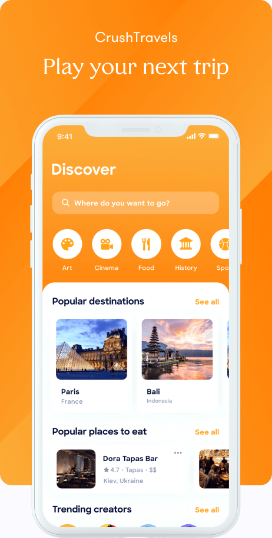 CrushTravels
Play your next trip
9:41
Discover
Where do you want to go?
Art
Cinema
Food
History
Spo
Popular destinations
See all
Paris
France
Bali
Indonesia
Popular places to eat
See all
Dora Tapas Bar
4.7 • Tapas • $$
Kiev, Ukraine
Trending creators
See all